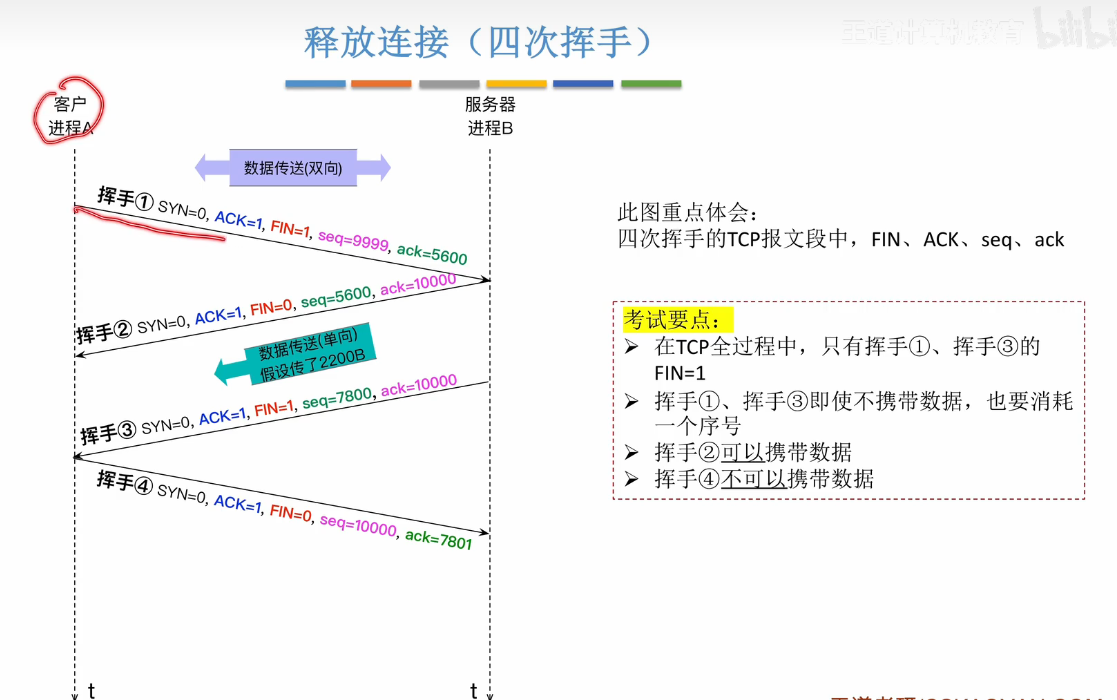 释放连接（四次挥手）
王道计算机教育 bilibili
客户
进程A
服务器
进程B
数据传送(双向)
挥手① SYN=0, ACK=1, FIN=1, seq=9999, ack=5600
挥手② SYN=0, ACK=1, FIN=0, seq=5600, ack=10000
数据传送(单向)
假设传了2200B
挥手③ SYN=0, ACK=1, FIN=1, seq=7800, ack=10000
挥手④ SYN=0, ACK=1, FIN=0, seq=10000, ack=7801
t
t
此图重点体会：
四次挥手的TCP报文段中，FIN、ACK、seq、ack
考试要点：
➢ 在TCP全过程中，只有挥手①、挥手③的
FIN=1
➢ 挥手①、挥手③即使不携带数据，也要消耗
一个序号
➢ 挥手②可以携带数据
➢ 挥手④不可以携带数据